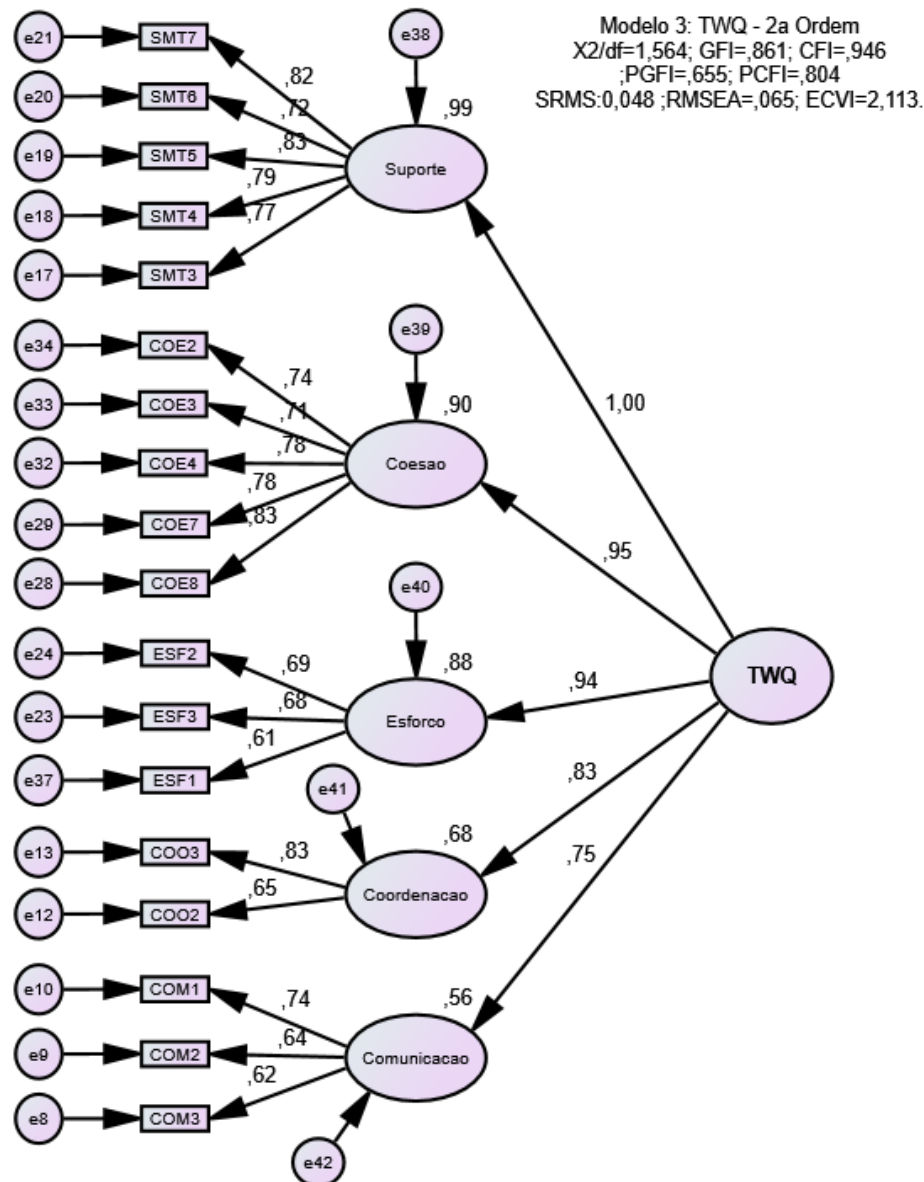 Modelo 3: TWQ - 2a Ordem
X2/df=1,564; GFI=,861; CFI=,946
;PGFI=,655; PCFI=,804
SRMS:0,048 ;RMSEA=,065; ECVI=2,113.
e21
SMT7
e38
,82
e20
SMT6
,72
,99
e19
SMT5
,83
Suporte
e18
SMT4
,79
,77
e17
SMT3
e34
COE2
e39
,74
e33
COE3
,71
,90
1,00
e32
COE4
,78
Coesao
e29
COE7
,78
,83
e28
COE8
,95
e40
e24
ESF2
,69
,88
TWQ
e23
ESF3
,68
Esforco
,94
e37
ESF1
,61
e41
,83
e13
COO3
,83
,68
,75
e12
COO2
,65
Coordenacao
e10
COM1
,74
,56
e9
COM2
,64
Comunicacao
e8
COM3
,62
e42